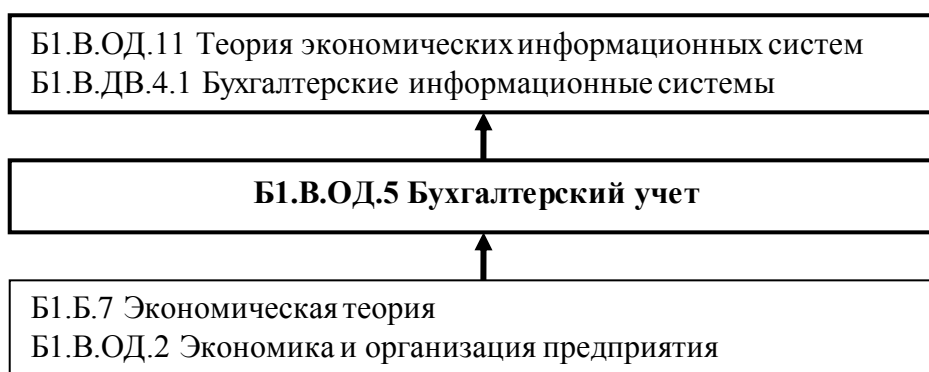 Б1.В.ОД.11 Теория экономических информационных систем
Б1.В.ДВ.4.1 Бухгалтерские информационные системы
Б1.В.ОД.5 Бухгалтерский учет
Б1.Б.7 Экономическая теория
Б1.В.ОД.2 Экономика и организация предприятия